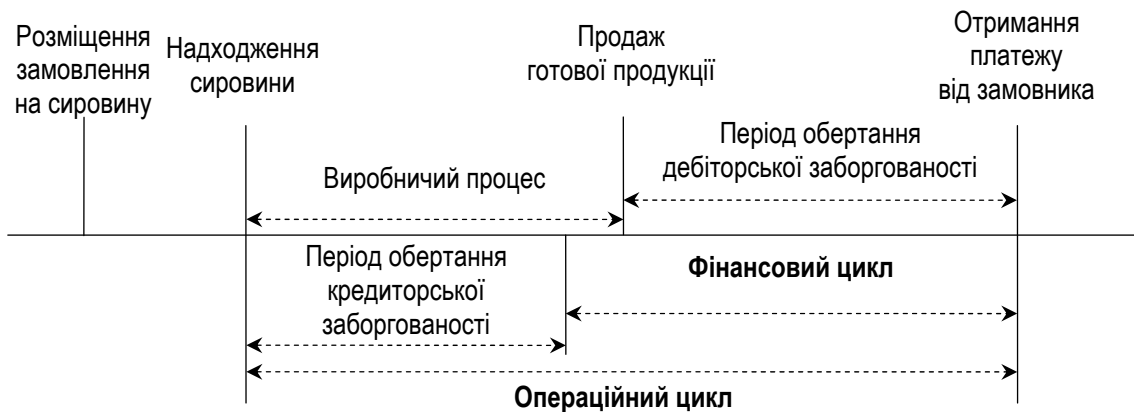 Розміщення
замовлення
на сировину
Надходження
сировини
Продаж
готової продукції
Отримання
платежу
від замовника
Виробничий процес
Період обертання
дебіторської заборгованості
Період обертання
кредиторської
заборгованості
Фінансовий цикл
Операційний цикл